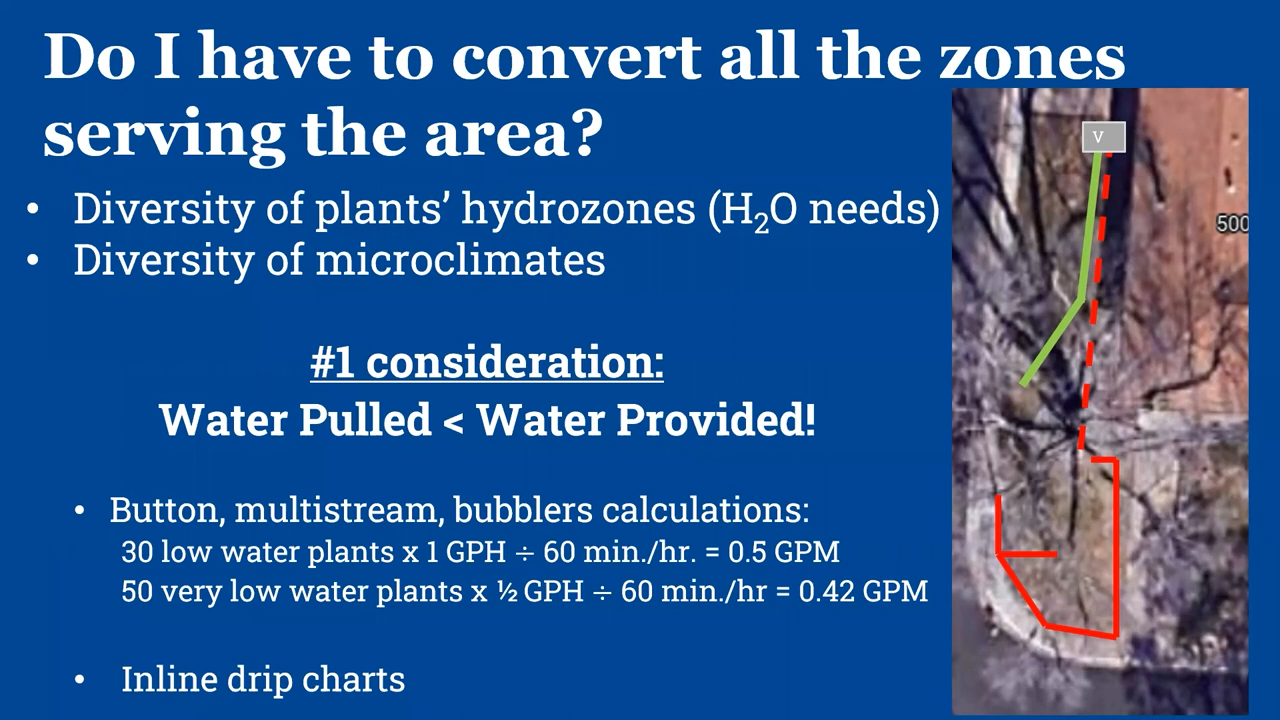 Do I have to convert all the zones
serving the area?
• Diversity of plants’ hydrozones (H₂O needs)
• Diversity of microclimates
#1 consideration:
Water Pulled < Water Provided!
• Button, multistream, bubblers calculations:
30 low water plants x 1 GPH ÷ 60 min./hr. = 0.5 GPM
50 very low water plants x ½ GPH ÷ 60 min./hr = 0.42 GPM
• Inline drip charts
V
500